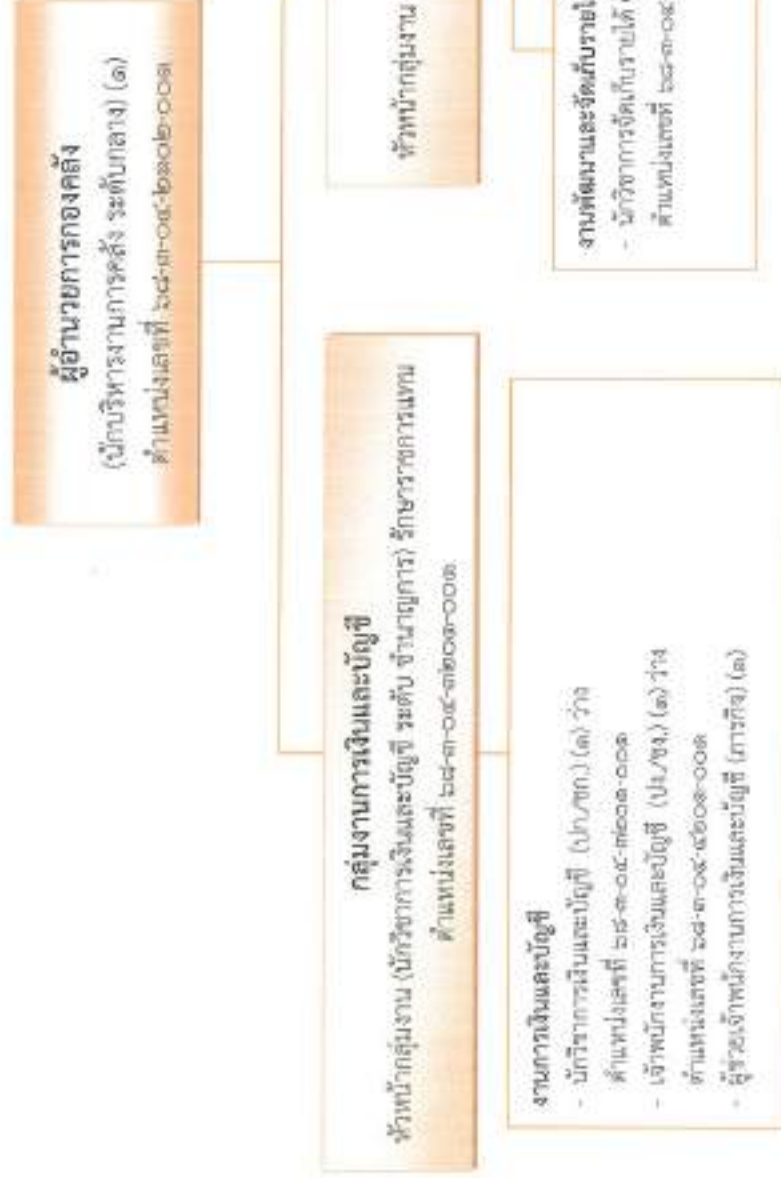 ผู้อำนวยการกองคลัง
(นักบริหารงานการคลัง ระดับกลาง) (๑)
ตำแหน่งเลขที่ ๖๘-๓-๐๔-๒๑๐๒-๐๐๑
กลุ่มงานการเงินและบัญชี
หัวหน้ากลุ่มงาน (นักวิชาการเงินและบัญชี ระดับ ชำนาญการ) รักษาราชการแทน
ตำแหน่งเลขที่ ๖๘-๓-๐๔-๓๒๐๑-๐๐๑
งานการเงินและบัญชี
- นักวิชาการเงินและบัญชี (ปก./ชก.) (๑) ว่าง
ตำแหน่งเลขที่
- เจ้าพนักงานการเงินและบัญชี (ปง./ชง.) (๑) ว่าง
ตำแหน่งเลขที่ ๖๘-๓-๐๔-๔๒๐๑-๐๐๑
- ผู้ช่วยเจ้าพนักงานการเงินและบัญชี (ภารกิจ) (๑)
หัวหน้ากลุ่มงาน
งานพัฒนาและจัดเก็บรายได้
- นักวิชาการจัดเก็บรายได้
ตำแหน่งเลขที่ ๖๘-๓-๐๔